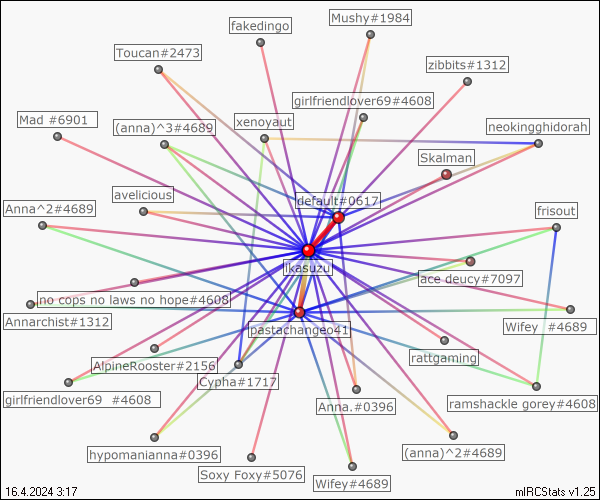 Mushy#1984
fakedingo
Toucan#2473
zibbits#1312
girlfriendlover69#4608
Mad #6901
(anna)^3#4689
xenoyaut
neokingghidorah
Skalman
avelicious
default#0617
Anna^2#4689
frisout
ikasuzu
ace deucy#7097
no cops no laws no hope#4608
Annarchist#1312
pastachangeo41
Wifey #4689
AlpineRooster#2156
rattgaming
Cypha#1717
girlfriendlover69 #4608
Anna.#0396
ramshackle gorey#4608
hypomanianna#0396
(anna)^2#4689
Soxy Foxy#5076
Wifey#4689
16.4.2024 3:17
mIRCStats v1.25